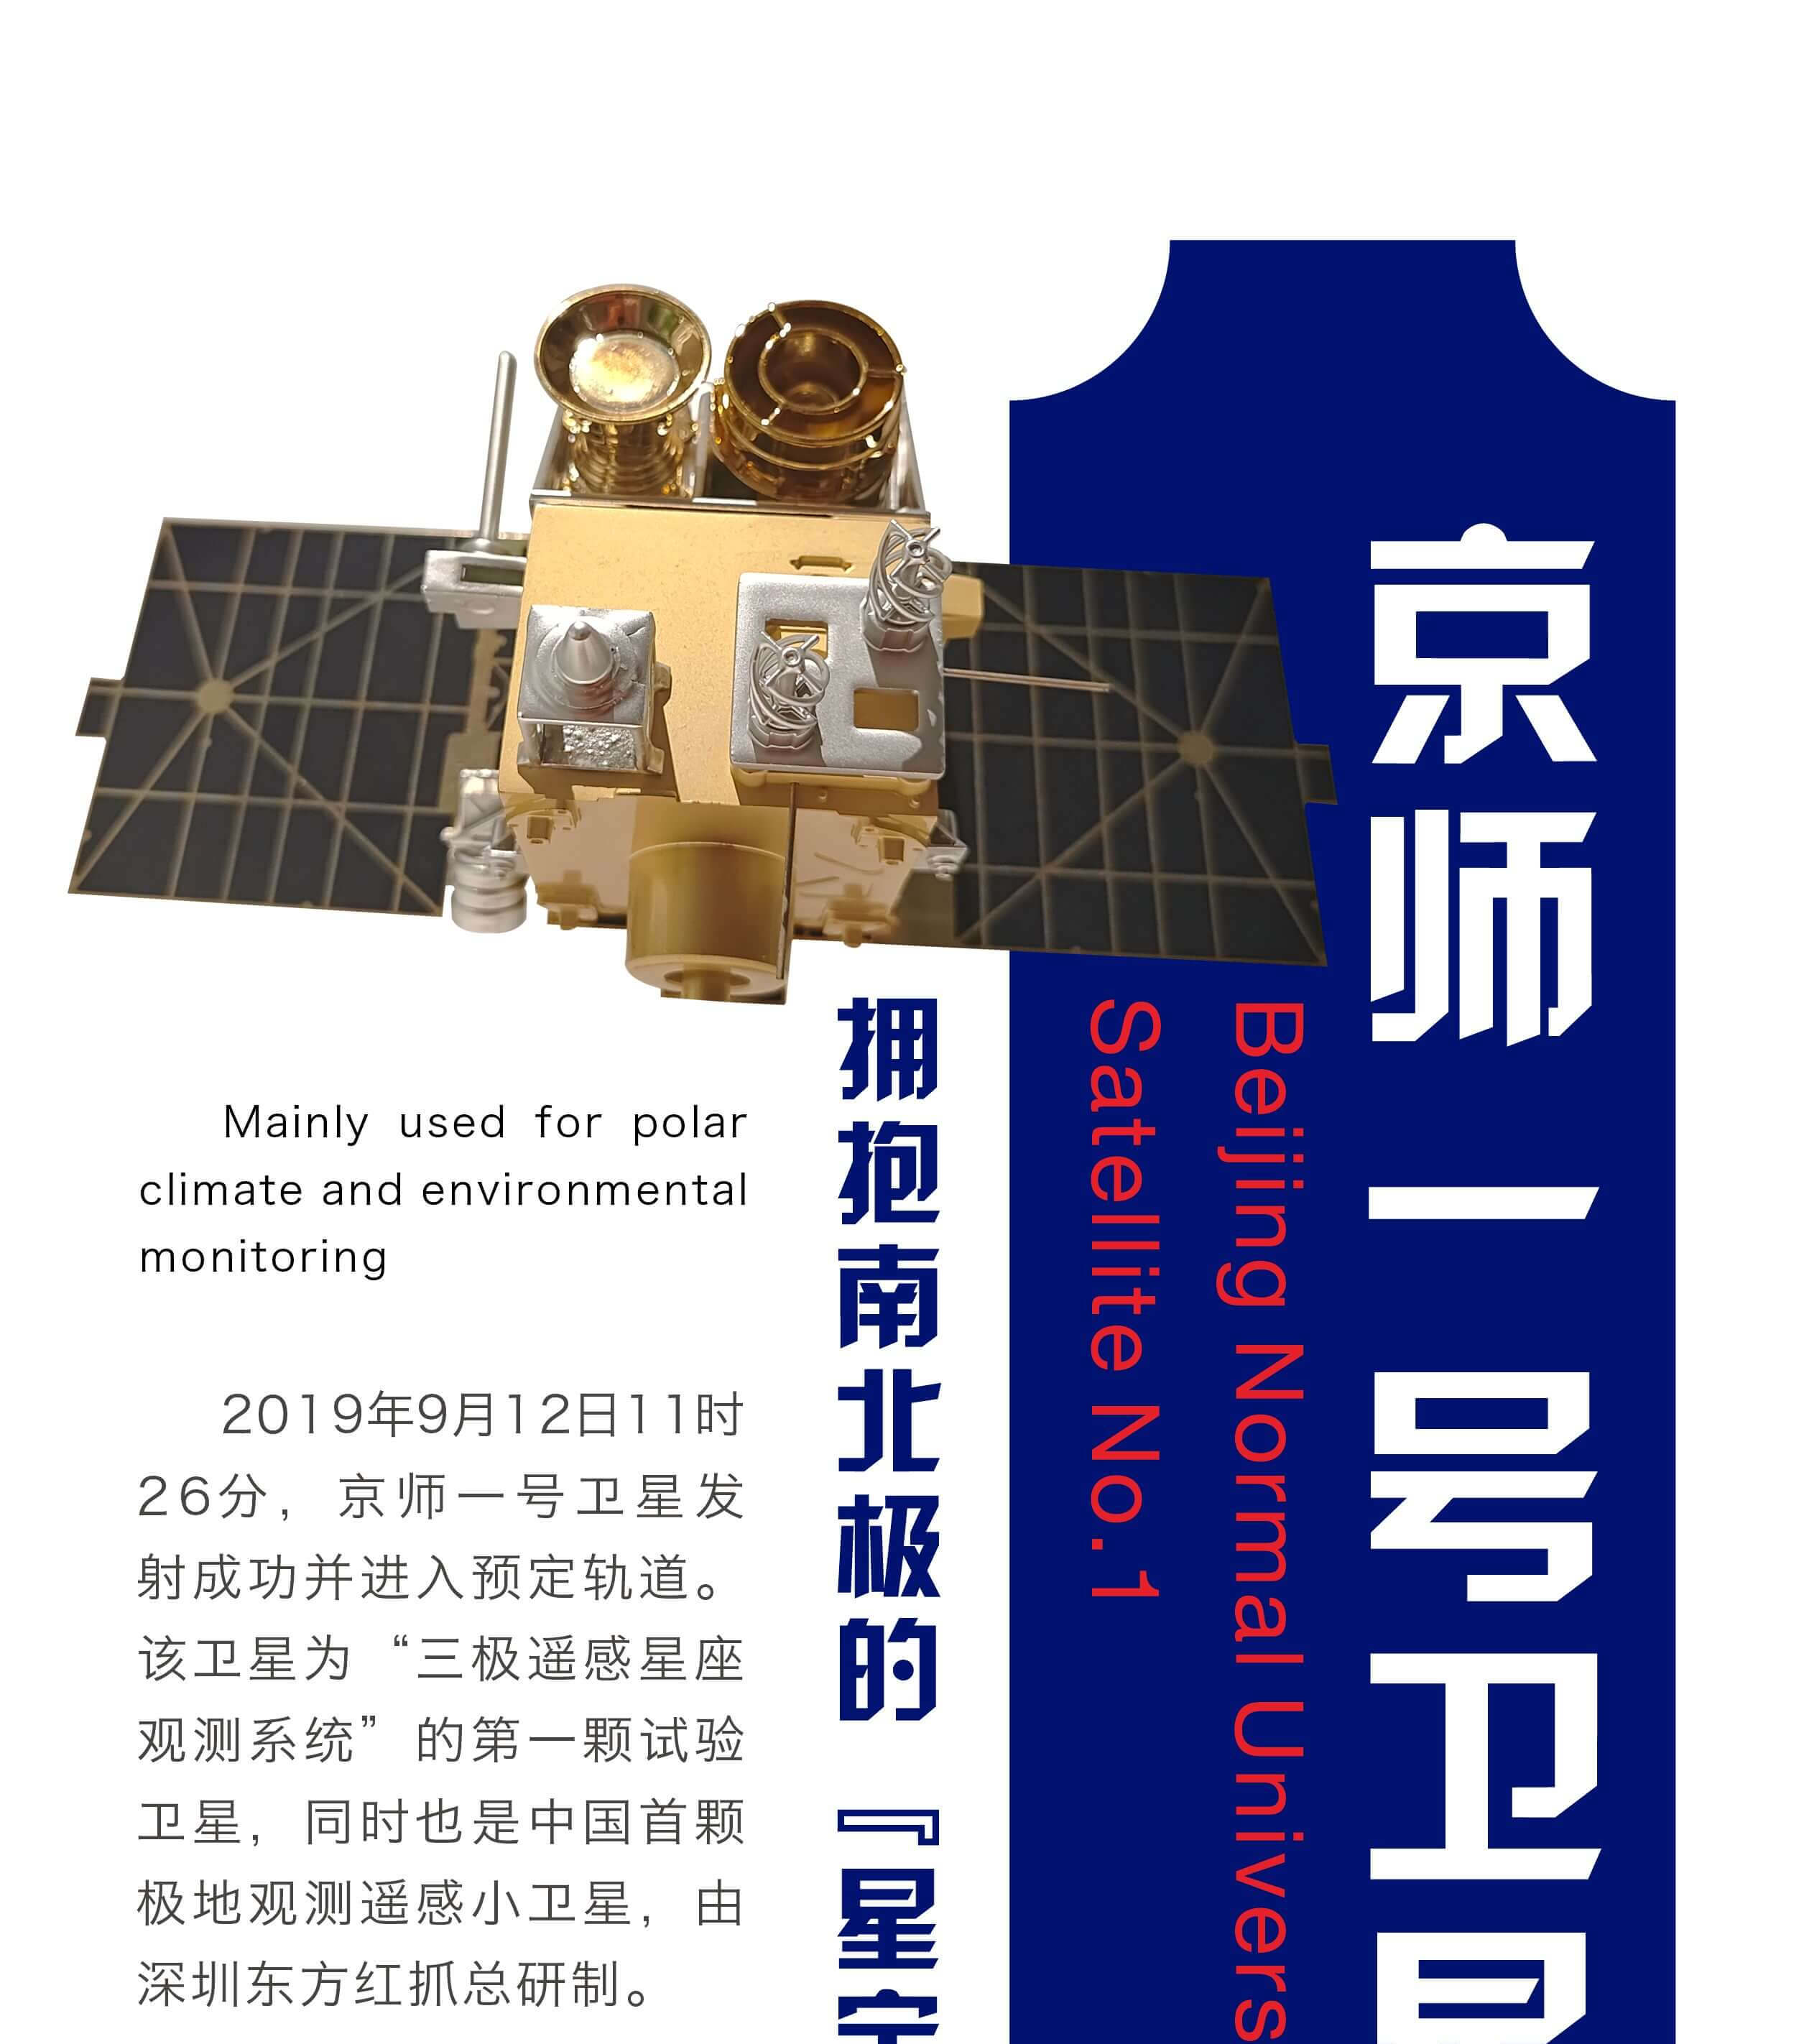 京师一号卫星
Beijing Normal Univers
Satellite No.1
拥抱南北极的『星宇
Mainly used for polar
climate and environmental
monitoring
2019年9月12日11时
26分，京师一号卫星发
射成功并进入预定轨道。
该卫星为“三极遥感星座
观测系统”的第一颗试验
卫星，同时也是中国首颗
极地观测遥感小卫星，由
深圳东方红抓总研制。